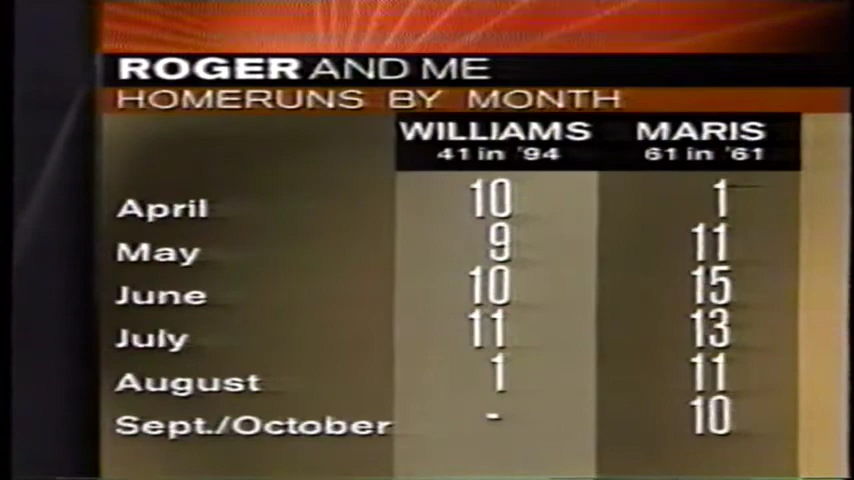 ROGER AND ME
HOMERUNS BY MONTH
WILLIAMS MARIS
41 in '94 61 in '61
April 10 1
May 9 11
June 10 15
July 11 13
August 1 11
Sept./October - 10